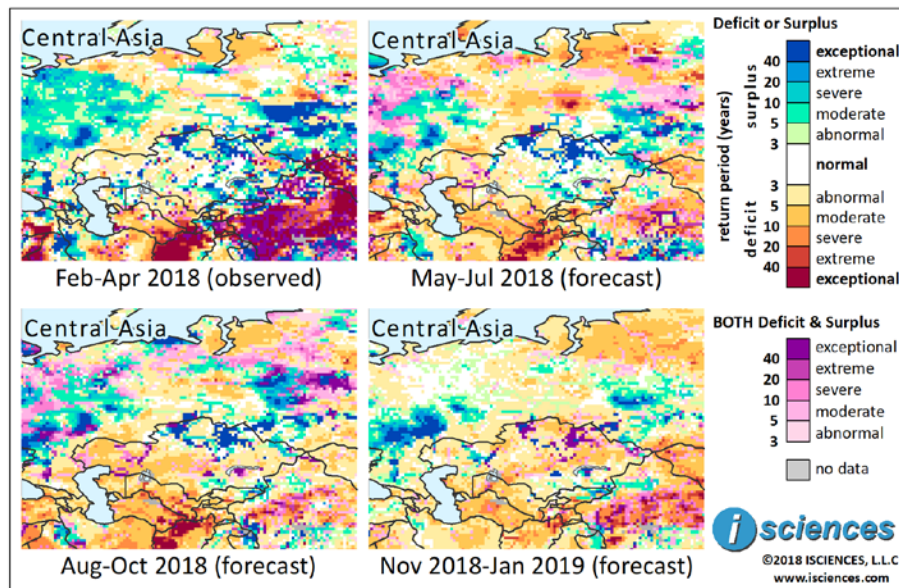 Central Asia
Feb-Apr 2018 (observed)
Central Asia
May-Jul 2018 (forecast)
Central Asia
Aug-Oct 2018 (forecast)
Central Asia
Nov 2018-Jan 2019 (forecast)
Deficit or Surplus
return period (years)
surplus
deficit
40
20
10
5
3
3
5
10
20
40
exceptional
extreme
severe
moderate
abnormal
normal
abnormal
moderate
severe
extreme
exceptional
BOTH Deficit & Surplus
40
20
10
5
3
exceptional
extreme
severe
moderate
abnormal
no data
i sciences
©2018 ISCIENCES, L.L.C
www.isciences.com